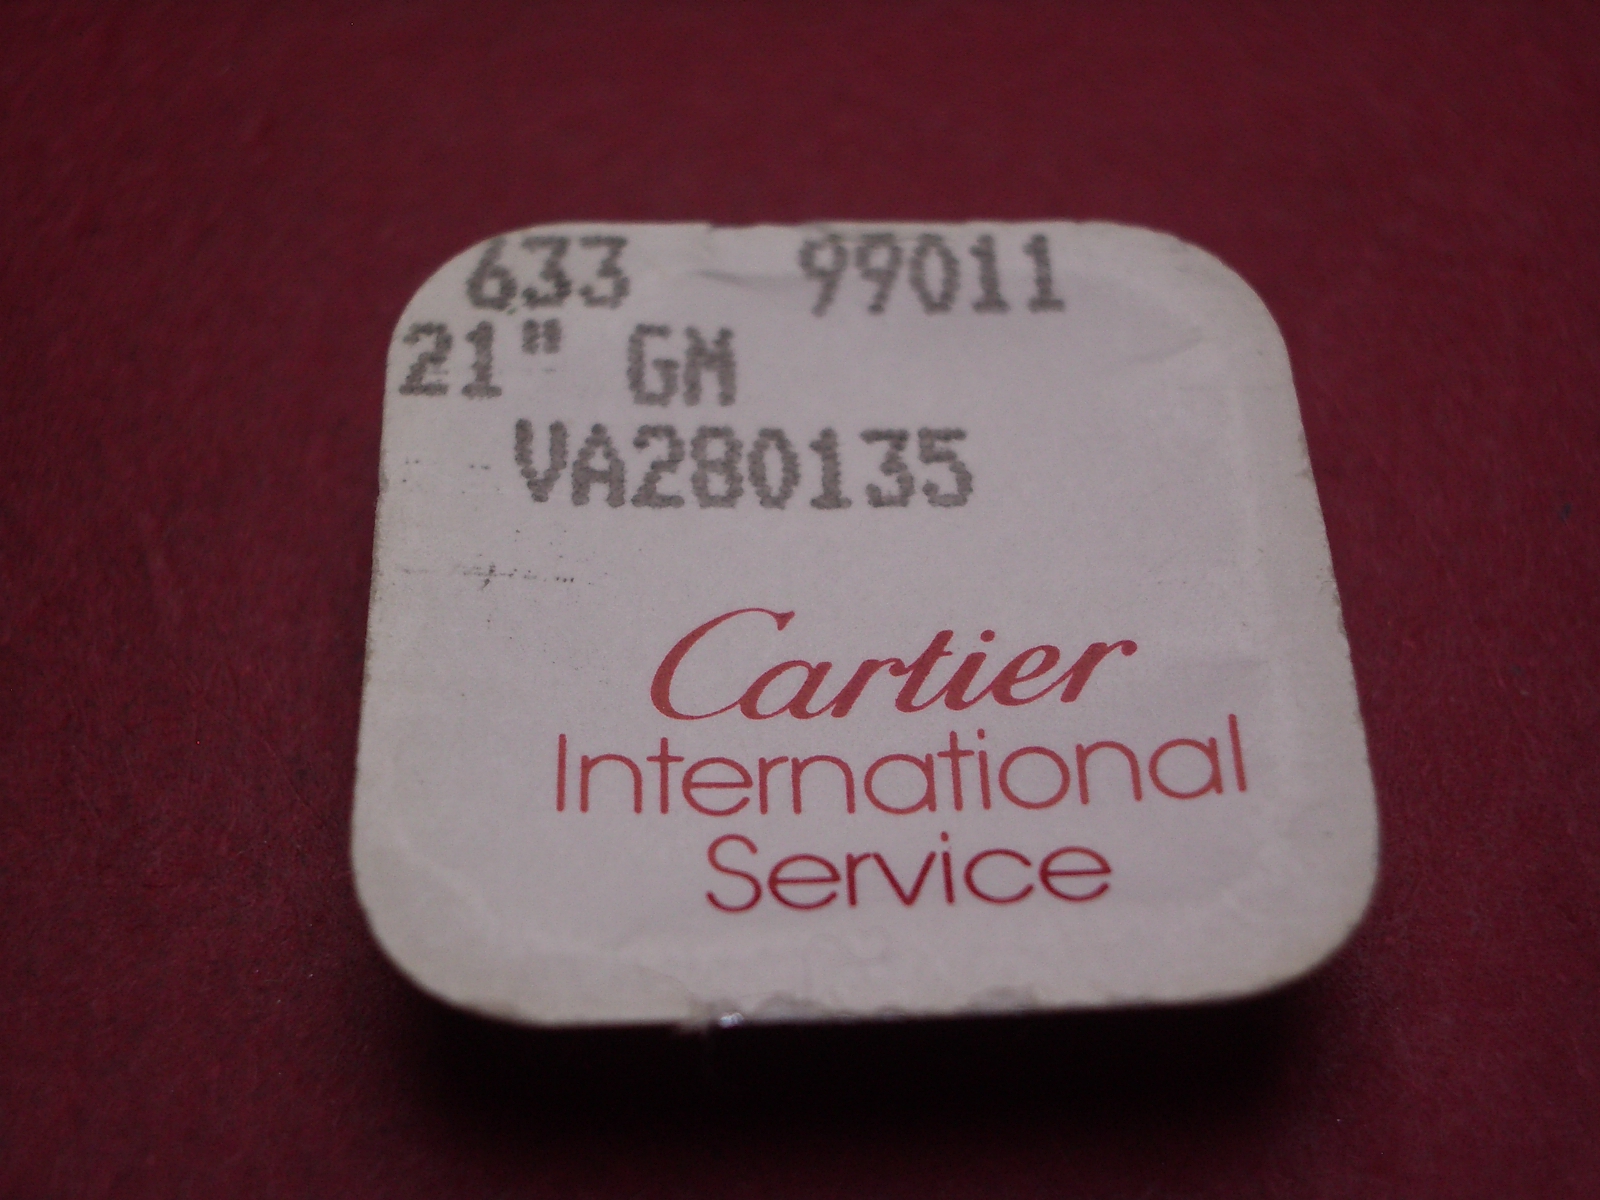 633 99011
21" GM
VA280135
Cartier
International
Service